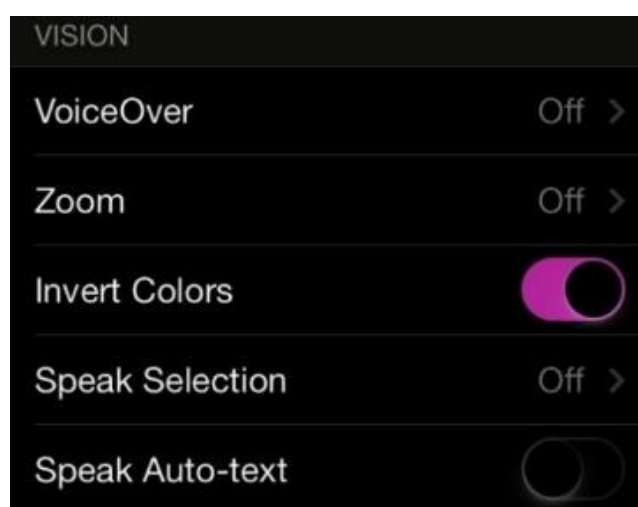 VISION
VoiceOver Off >
Zoom Off >
Invert Colors
Speak Selection Off >
Speak Auto-text